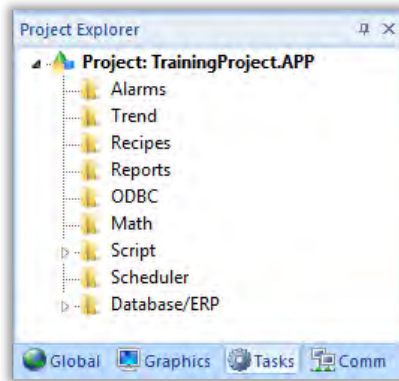 Project Explorer
Project: TrainingProject.APP
Alarms
Trend
Recipes
Reports
ODBC
Math
Script
Scheduler
Database/ERP
Global Graphics Tasks Comm